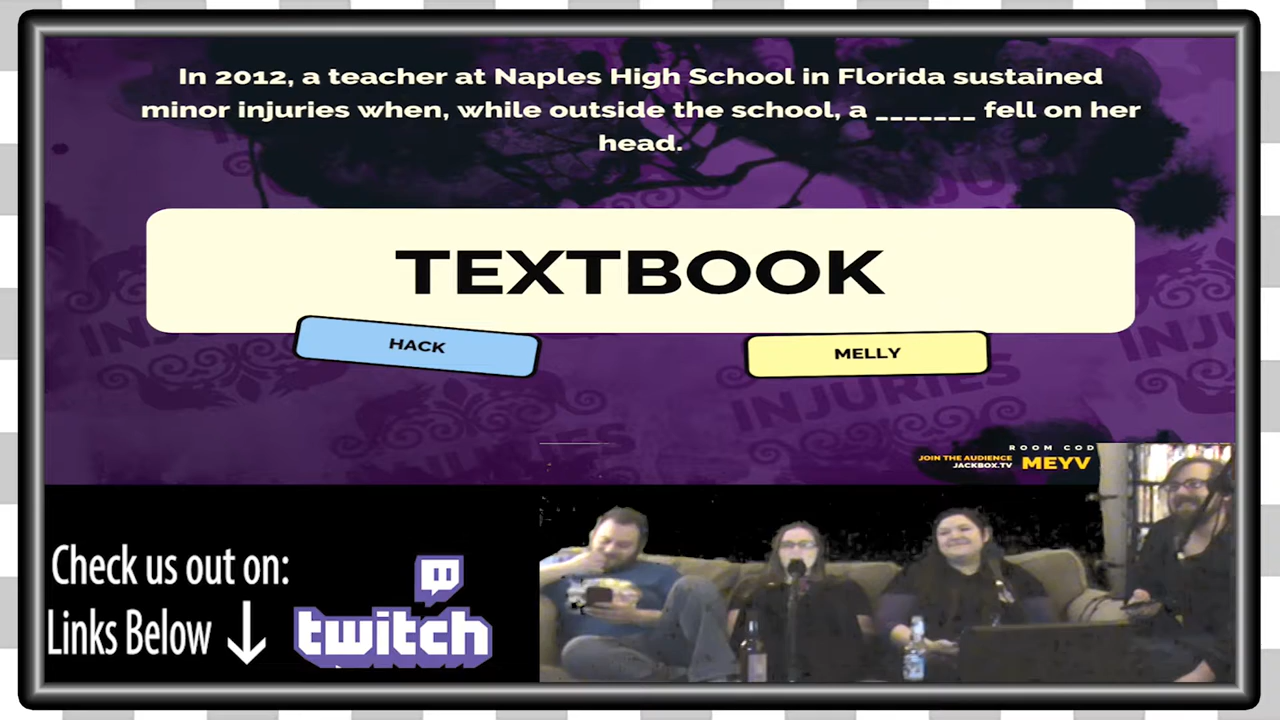 In 2012, a teacher at Naples High School in Florida sustained
minor injuries when, while outside the school, a _______ fell on her
head.
TEXTBOOK
HACK
MELLY
INJURIES
INJURIES
ROOM COD
JOIN THE AUDIENCE
JACKBOX.TV
MEYV
Check us out on:
Links Below
twitch